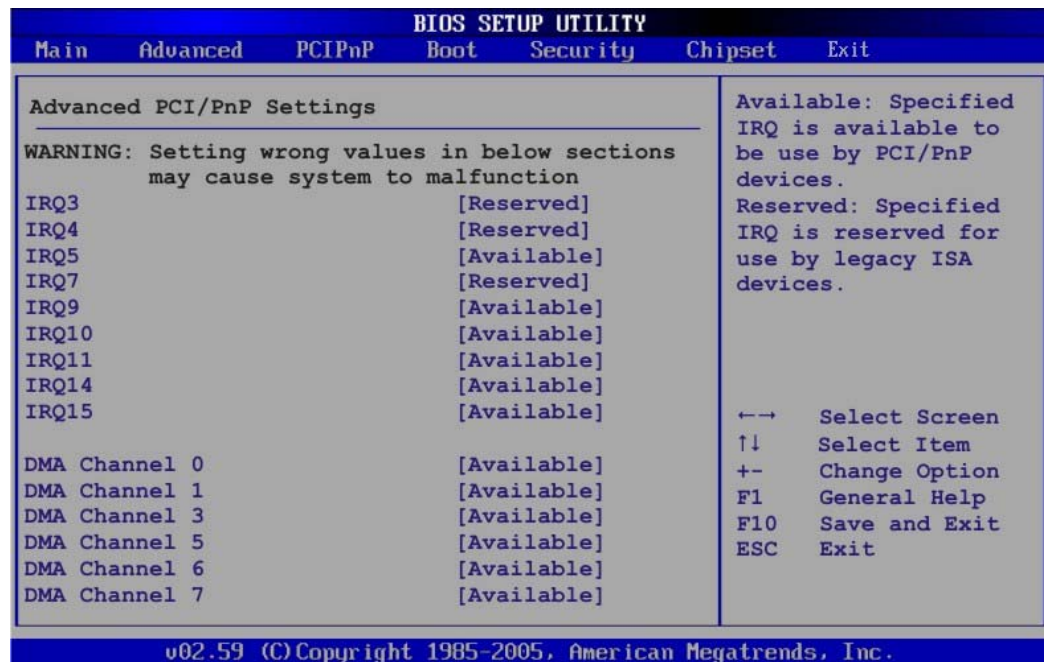 BIOS SETUP UTILITY
Main Advanced PCIPnP Boot Security Chipset Exit
Advanced PCI/PnP Settings
WARNING: Setting wrong values in below sections
may cause system to malfunction
IRQ3 [Reserved]
IRQ4 [Reserved]
IRQ5 [Available]
IRQ7 [Reserved]
IRQ9 [Available]
IRQ10 [Available]
IRQ11 [Available]
IRQ14 [Available]
IRQ15 [Available]
DMA Channel 0 [Available]
DMA Channel 1 [Available]
DMA Channel 3 [Available]
DMA Channel 5 [Available]
DMA Channel 6 [Available]
DMA Channel 7 [Available]
Available: Specified
IRQ is available to
be use by PCI/PnP
devices.
Reserved: Specified
IRQ is reserved for
use by legacy ISA
devices.
←→ Select Screen
↑↓ Select Item
+- Change Option
F1 General Help
F10 Save and Exit
ESC Exit
v02.59 (C)Copyright 1985-2005, American Megatrends, Inc.